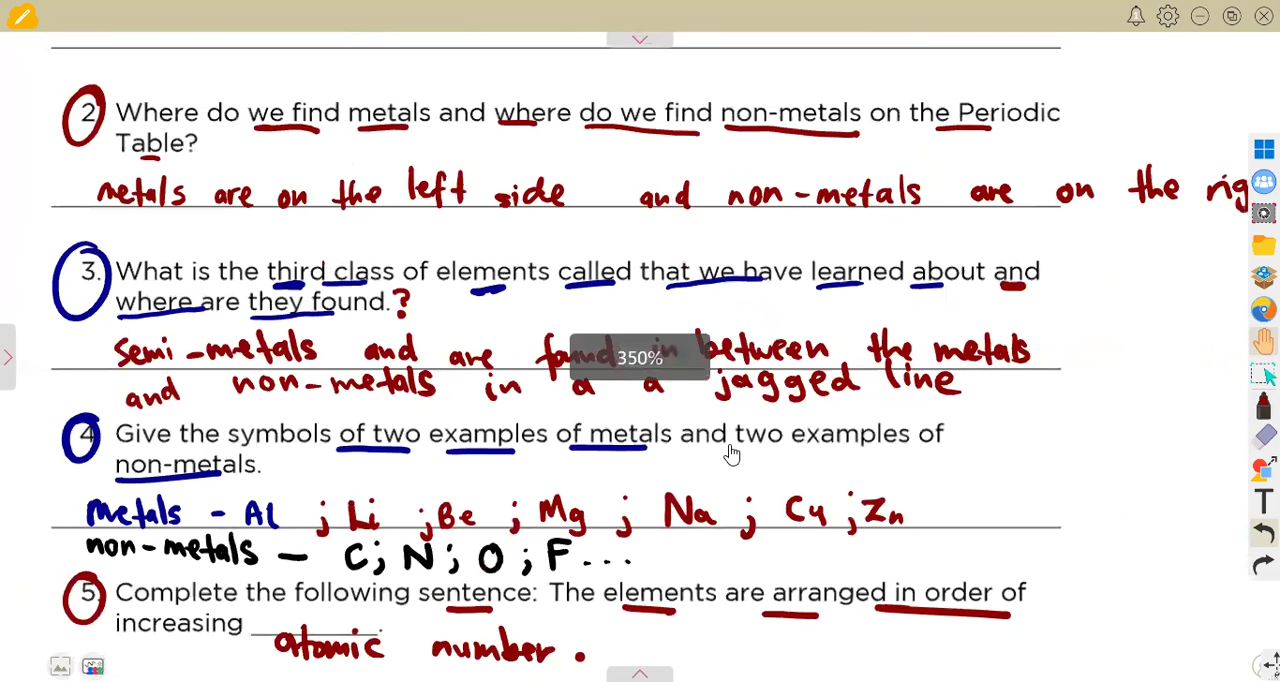 2. Where do we find metals and where do we find non-metals on the Periodic
Table?
metals are on the left side and non-metals are on the rig
3. What is the third class of elements called that we have learned about and
where are they found.?
semi-metals and are found in between the metals
350%
and non-metals in a a jagged line
4 Give the symbols of two examples of metals and two examples of
non-metals.
metals - Al ; Li ; Be ; Mg ; Na ; Cu ; Zn
non-metals - C; N; O; F...
5. Complete the following sentence: The elements are arranged in order of
increasing __________.
atomic number.